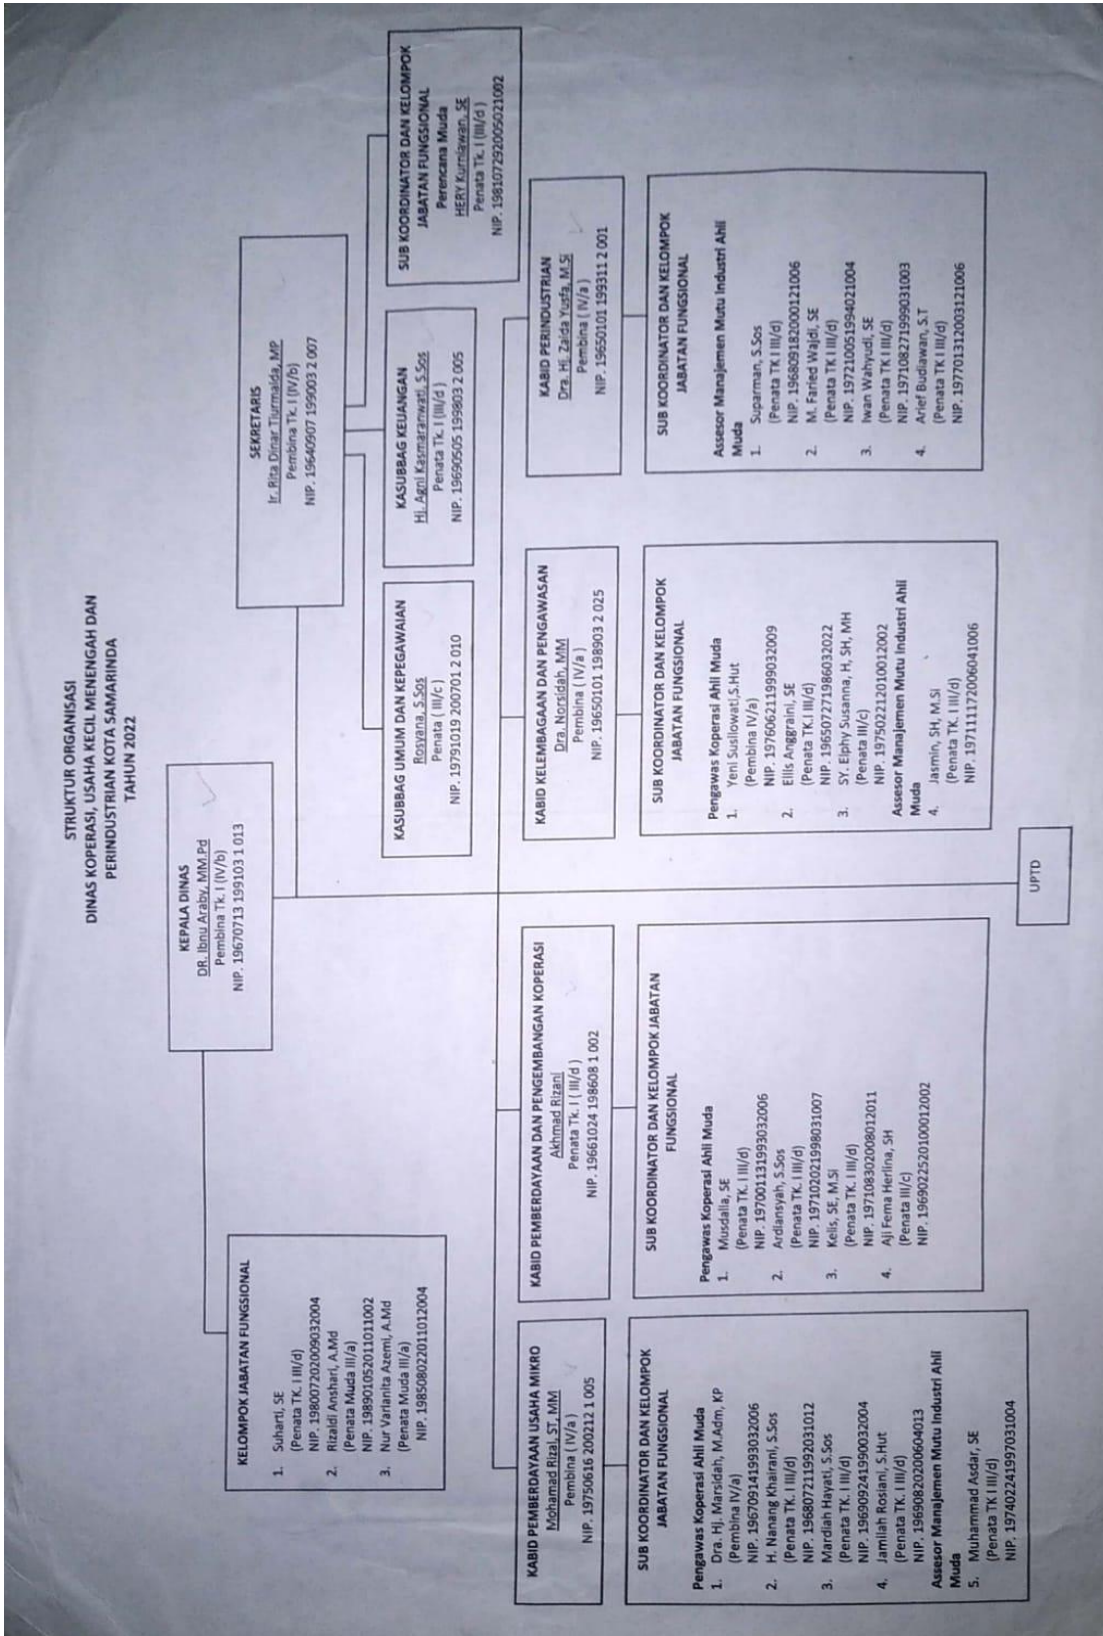 STRUKTUR ORGANISASI
DINAS KOPERASI, USAHA KECIL MENENGAH DAN
PERINDUSTRIAN KOTA SAMARINDA
TAHUN 2022
KEPALA DINAS
DR. Ibnu Araby, MM.Pd
Pembina Tk. I (IV/b)
NIP. 19670713 199103 1 013
KELOMPOK JABATAN FUNGSIONAL
1. Suharti, SE
(Penata TK. I III/d)
NIP. 198007202009032004
2. Rizaldi Anshari, A.Md
(Penata Muda III/a)
NIP. 198901052011011002
3. Nur Varianita Azemi, A.Md
(Penata Muda III/a)
NIP. 198508022011012004
SEKRETARIS
Ir. Rita Dinar Tiurmaida, MP
Pembina Tk. I (IV/b)
NIP. 19640907 199003 2 007
KASUBBAG UMUM DAN KEPEGAWAIAN
Rosyana, S.Sos
Penata ( III/c )
NIP. 19791019 200701 2 010
KASUBBAG KEUANGAN
Hj. Agni Kasmaranwati, S.Sos
Penata Tk. I (III/d )
NIP. 19690505 199803 2 005
SUB KOORDINATOR DAN KELOMPOK
JABATAN FUNGSIONAL
Perencana Muda
HERY Kurniawan, SE
Penata Tk. I (III/d )
NIP. 198107292005021002
KABID PEMBERDAYAAN USAHA MIKRO
Mohamad Rizal, ST, MM
Pembina ( IV/a )
NIP. 19750616 200212 1 005
KABID PEMBERDAYAAN DAN PENGEMBANGAN KOPERASI
Akhmad Rizani
Penata Tk. I ( III/d )
NIP. 19661024 198608 1 002
KABID KELEMBAGAAN DAN PENGAWASAN
Dra. Norsidah, MM
Pembina ( IV/a )
NIP. 19650101 198903 2 025
KABID PERINDUSTRIAN
Dra. Hj. Zaida Yusfa, M.Si
Pembina ( IV/a )
NIP. 19650101 199311 2 001
SUB KOORDINATOR DAN KELOMPOK
JABATAN FUNGSIONAL
Pengawas Koperasi Ahli Muda
1. Dra. Hj. Marsidah, M.Adm, KP
(Pembina IV/a)
NIP. 196709141993032006
2. H. Nanang Khairani, S.Sos
(Penata TK. I III/d)
NIP. 196807211992031012
3. Mardiah Hayati, S.Sos
(Penata TK. I III/d)
NIP. 196909241990032004
4. Jamilah Rosiani, S.Hut
(Penata TK. I III/d)
NIP. 196908202000604013
Assesor Manajemen Mutu Industri Ahli
Muda
5. Muhammad Asdar, SE
(Penata TK I III/d)
NIP. 197402241997031004
SUB KOORDINATOR DAN KELOMPOK JABATAN
FUNGSIONAL
Pengawas Koperasi Ahli Muda
1. Musdalia, SE
(Penata TK. I III/d)
NIP. 197001131993032006
2. Ardiansyah, S.Sos
(Penata TK. I III/d)
NIP. 197102021998031007
3. Kelis, SE, M.Si
(Penata TK. I III/d)
NIP. 197108302008012011
4. Aji Fema Herlina, SH
(Penata III/c)
NIP. 1969022520100012002
SUB KOORDINATOR DAN KELOMPOK
JABATAN FUNGSIONAL
Pengawas Koperasi Ahli Muda
1. Yeni Susilowati,S.Hut
(Pembina IV/a)
NIP. 197606211999032009
2. Ellis Anggraini, SE
(Penata TK.I III/d)
NIP. 196507271986032022
3. SY. Elphy Susanna, H, SH, MH
(Penata III/c)
NIP. 197502212010012002
Assesor Manajemen Mutu Industri Ahli
Muda
4. Jasmin, SH, M.Si
(Penata TK. I III/d)
NIP. 197111172006041006
SUB KOORDINATOR DAN KELOMPOK
JABATAN FUNGSIONAL
Assesor Manajemen Mutu Industri Ahli
Muda
1. Suparman, S.Sos
(Penata TK I III/d)
NIP. 196809182000121006
2. M. Faried Wajdi, SE
(Penata TK I III/d)
NIP. 197210051994021004
3. Iwan Wahyudi, SE
(Penata TK I III/d)
NIP. 197108271999031003
4. Arief Budiawan, S.T
(Penata TK I III/d)
NIP. 197701312003121006
UPTD